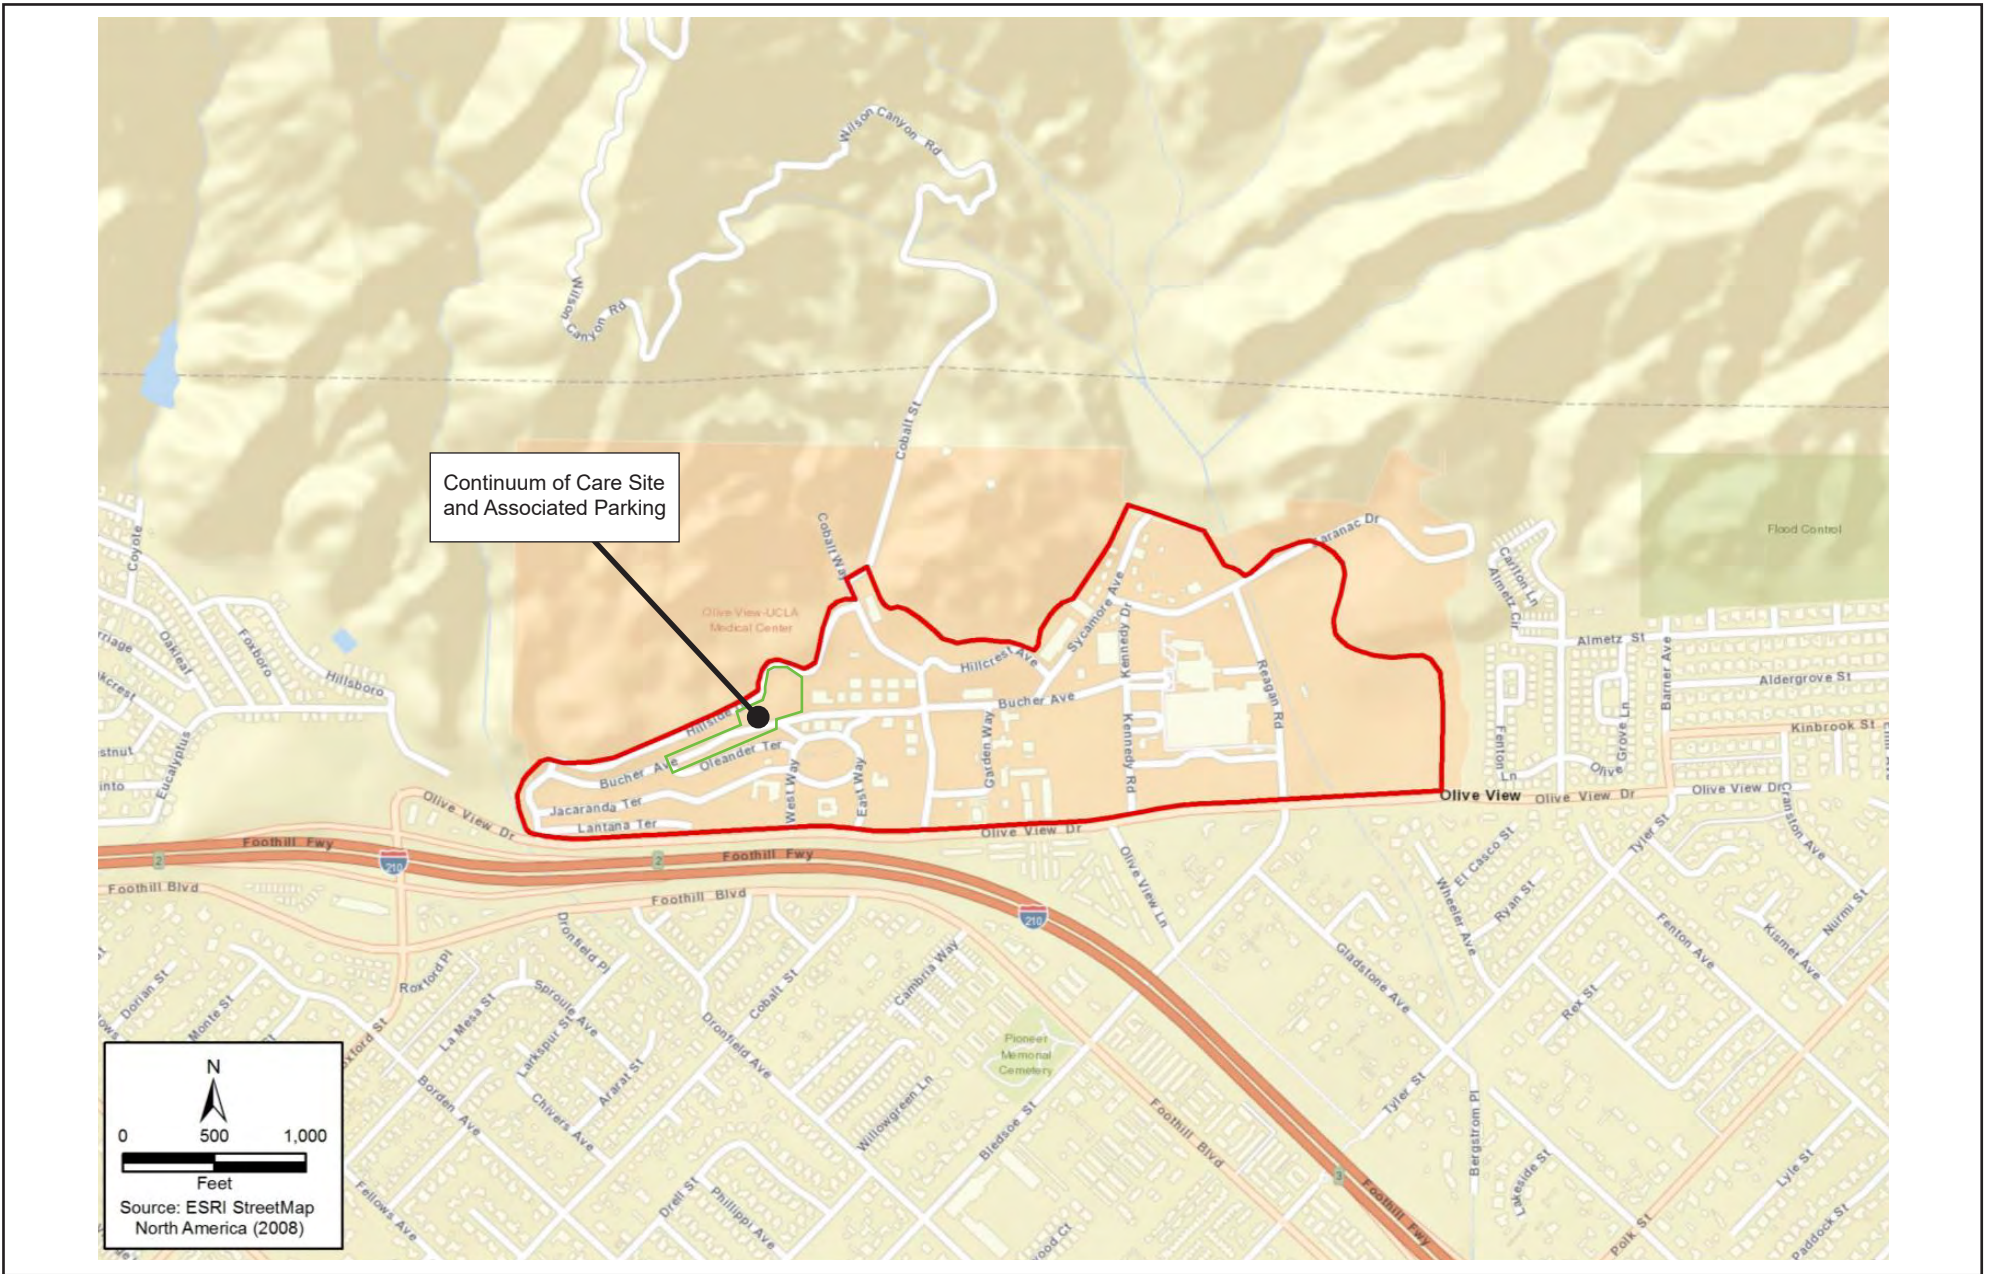 Wilson Canyon Rd
Wilson
Canyon Rd
Cobalt St
Continuum of Care Site
and Associated Parking
Cobalt Way
Olive View-UCLA
Medical Center
Flood Control
Coyote
Oakleaf
Foxboro
Hillsboro
Eucalyptus
Hillside
Bucher Ave
Oleander Ter
Jacaranda Ter
Lantana Ter
West Way
East Way
Hillcrest Ave
Bucher Ave
Garden Way
Sycamore Ave
Kennedy Dr
Kennedy Rd
Reagan Rd
Carlton Ln
Almetz Cir
Almetz St
Barner Ave
Aldergrove St
Kinbrook St
Fenton
Ln
Olive
Grove Ln
Olive View
Olive View Dr
Olive View Dr
Cranston Ave
Olive View Dr
Olive View Dr
Foothill Fwy
2
210
2
Foothill Fwy
Foothill Blvd
Foothill Blvd
210
Olive View Ln
Tyler St
El Casco St
Ryan St
Wheeler Ave
Fenton Ave
Kismet Ave
Nurmi St
Gladstone Ave
Rex St
Dronfield Pl
Roxford Pl
Dorian St
Monte St
La Mesa St
Sproule Ave
Larkspur St
Ararat St
Chivers Ave
Borden Ave
Cobalt St
Dronfield Ave
Cambria Way
Pioneer
Memorial
Cemetery
Willowgreen Ln
Bledsoe St
Foothill Blvd
Tyler St
Bergstrom Pl
Lakeside St
Lyle St
Paddock St
Polk St
3
Foothill Fwy
Fellows Ave
Drell St
Phillippi Ave
N
0 500 1,000
Feet
Source: ESRI StreetMap
North America (2008)